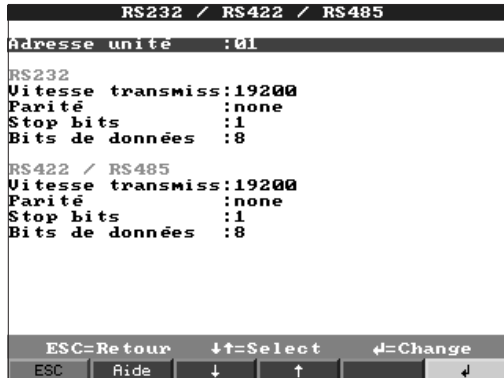 RS232 / RS422 / RS485
Adresse unité :01
RS232
Vitesse transmiss:19200
Parité :none
Stop bits :1
Bits de données :8
RS422 / RS485
Vitesse transmiss:19200
Parité :none
Stop bits :1
Bits de données :8
ESC=Retour ↓↑=Select ↲=Change
ESC Aide ↓ ↑ ↲